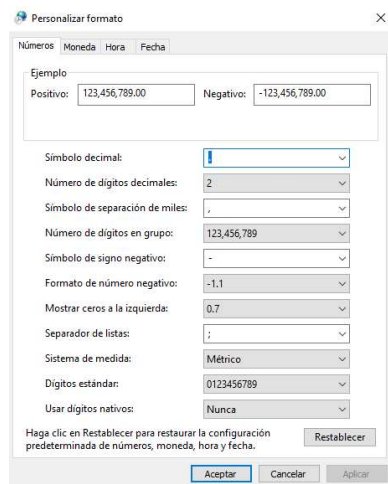 Personalizar formato
Números Moneda Hora Fecha
Ejemplo
Positivo: 123,456,789.00 Negativo: -123,456,789.00
Símbolo decimal: .
Número de dígitos decimales: 2
Símbolo de separación de miles: ,
Número de dígitos en grupo: 123,456,789
Símbolo de signo negativo: -
Formato de número negativo: -1.1
Mostrar ceros a la izquierda: 0.7
Separador de listas: ;
Sistema de medida: Métrico
Dígitos estándar: 0123456789
Usar dígitos nativos: Nunca
Haga clic en Restablecer para restaurar la configuración
predeterminada de números, moneda, hora y fecha. Restablecer
Aceptar Cancelar Aplicar